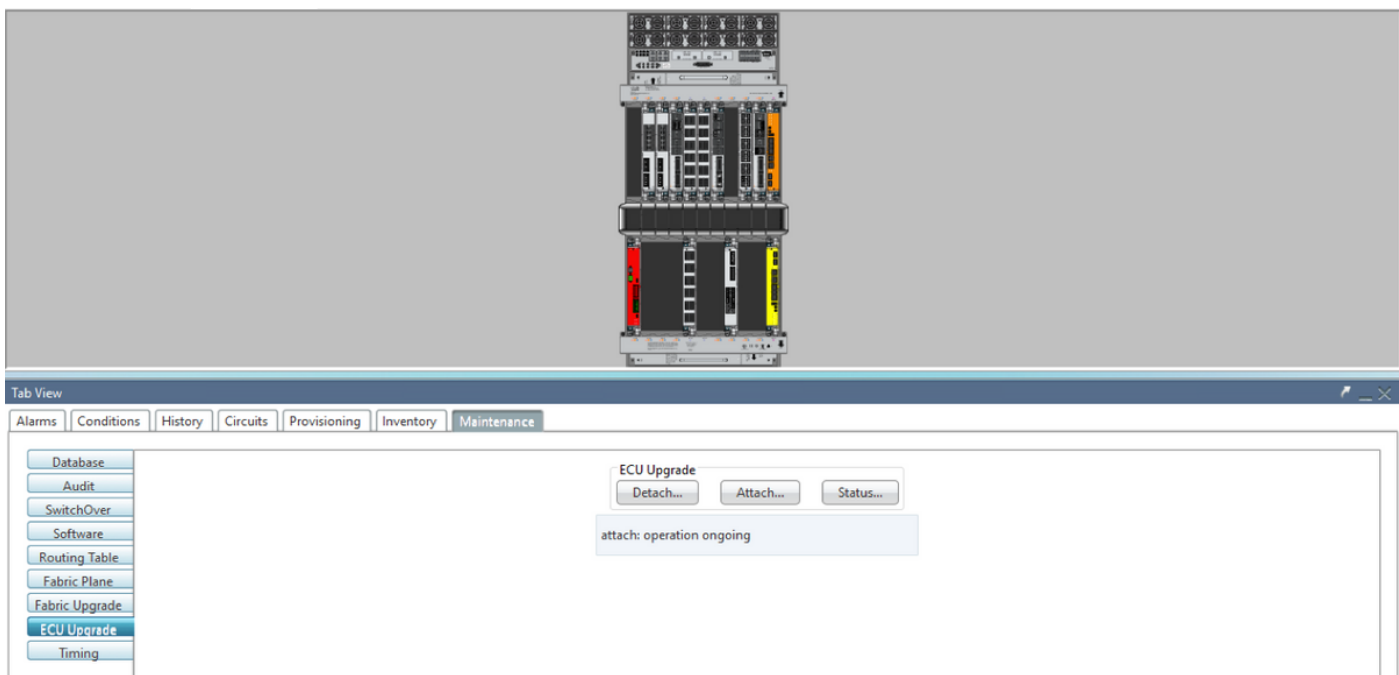 Tab View
Alarms Conditions History Circuits Provisioning Inventory Maintenance
Database
Audit
SwitchOver
Software
Routing Table
Fabric Plane
Fabric Upgrade
ECU Upgrade
Timing
ECU Upgrade
Detach... Attach... Status...
attach: operation ongoing